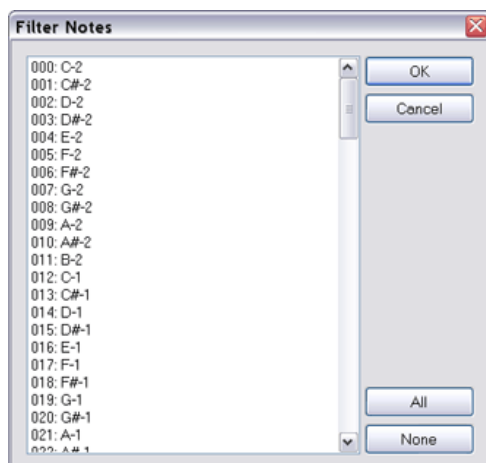 Filter Notes
000: C-2
001: C#-2
002: D-2
003: D#-2
004: E-2
005: F-2
006: F#-2
007: G-2
008: G#-2
009: A-2
010: A#-2
011: B-2
012: C-1
013: C#-1
014: D-1
015: D#-1
016: E-1
017: F-1
018: F#-1
019: G-1
020: G#-1
021: A-1
022: A#-1
OK
Cancel
All
None